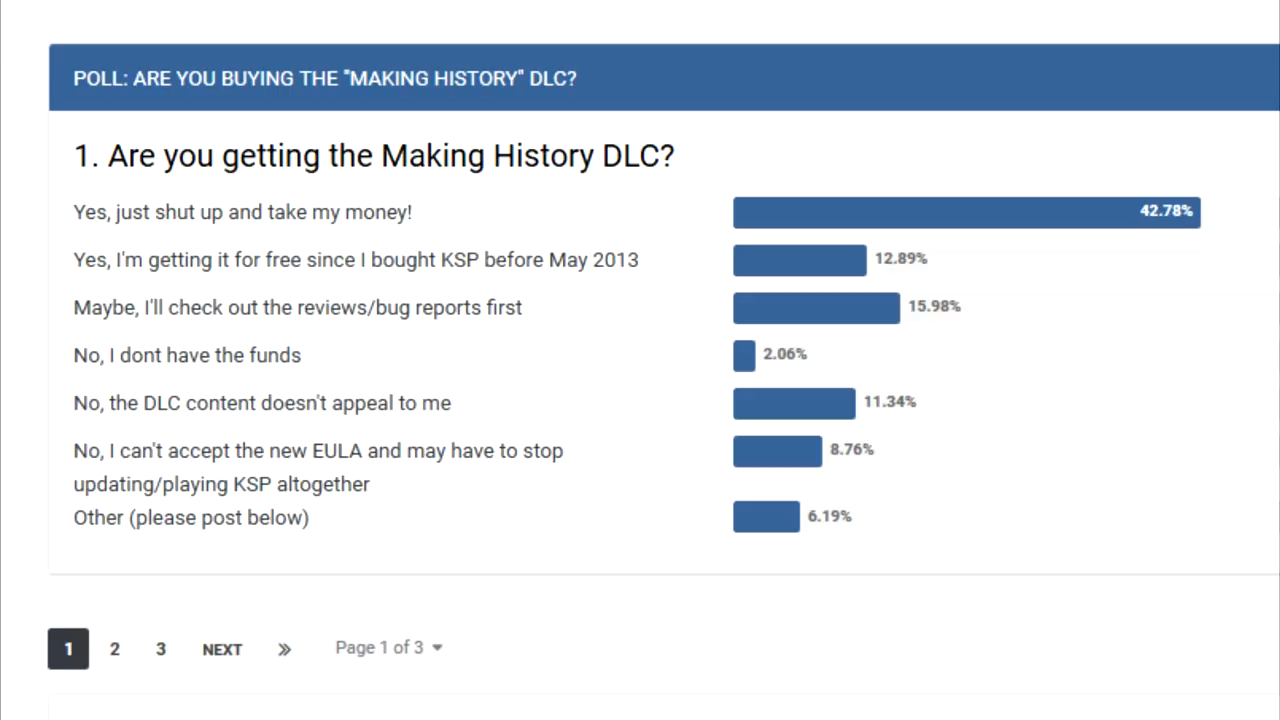 POLL: ARE YOU BUYING THE "MAKING HISTORY" DLC?
1. Are you getting the Making History DLC?
Yes, just shut up and take my money! 42.78%
Yes, I'm getting it for free since I bought KSP before May 2013 12.89%
Maybe, I'll check out the reviews/bug reports first 15.98%
No, I dont have the funds 2.06%
No, the DLC content doesn't appeal to me 11.34%
No, I can't accept the new EULA and may have to stop 8.76%
updating/playing KSP altogether
Other (please post below) 6.19%
1 2 3 NEXT » Page 1 of 3